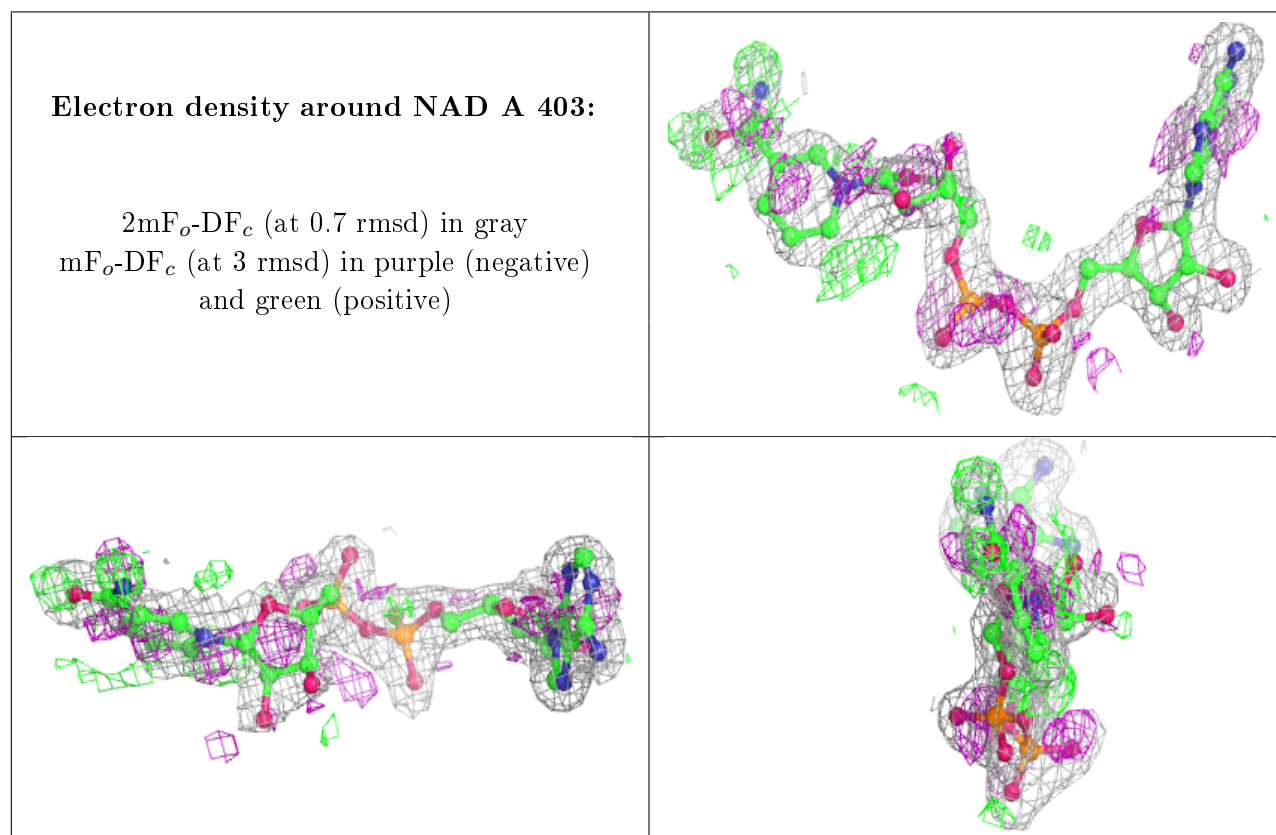 Electron density around NAD A 403:
2mFo-DFc (at 0.7 rmsd) in gray
mFo-DFc (at 3 rmsd) in purple (negative)
and green (positive)